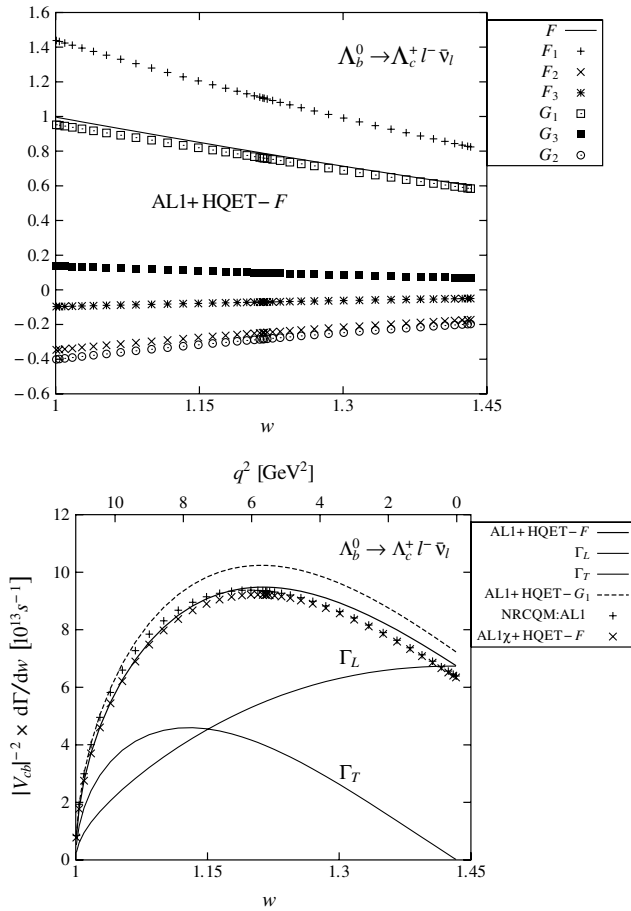 1.6
1.4
1.2
1
0.8
0.6
0.4
0.2
0
−0.2
−0.4
−0.6
Λ_b^0 → Λ_c^+ l^− ν̄_l
AL1+HQET−F
1 1.15 1.3 1.45
w
F
F_1
F_2
F_3
G_1
G_3
G_2
q^2 [GeV^2]
10 8 6 4 2 0
12
10
8
6
4
2
0
|V_cb|^−2 × dΓ/dw [10^13 s^−1]
Λ_b^0 → Λ_c^+ l^− ν̄_l
Γ_L
Γ_T
1 1.15 1.3 1.45
w
AL1+HQET−F
Γ_L
Γ_T
AL1+HQET−G_1
NRCQM:AL1
AL1χ+HQET−F